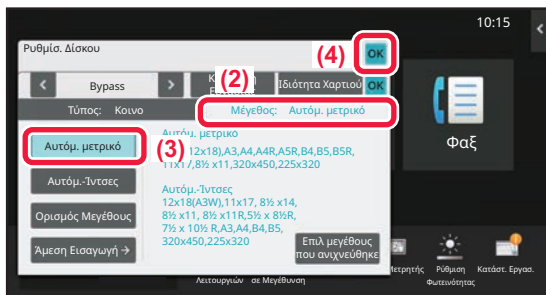 10:15
Ρυθμίσ. Δίσκου
(4)
OK
Bypass
(2)
Ιδιότητα Χαρτιού
OK
Τύπος: Κοινο
Μέγεθος: Αυτόμ. μετρικό
Αυτόμ. μετρικό
(3)
Αυτόμ. μετρικό
12x18),A3,A4,A4R,A5R,B4,B5,B5R,
11x17,8½ x11,320x450,225x320
Αυτόμ.-Ίντσες
Αυτόμ.-Ίντσες
12x18(A3W),11x17, 8½ x14,
8½ x11, 8½ x11R,5½ x 8½R,
7½ x 10½ R,A3,A4,B4,B5,
320x450,225x320
Ορισμός Μεγέθους
Άμεση Εισαγωγή →
Επιλ μεγέθους
που ανιχνεύθηκε
Φαξ
Λειτουργιών
σε Μεγέθυνση
Μετρητής
Ρύθμιση
Φωτεινότητας
Κατάστ. Εργασ.